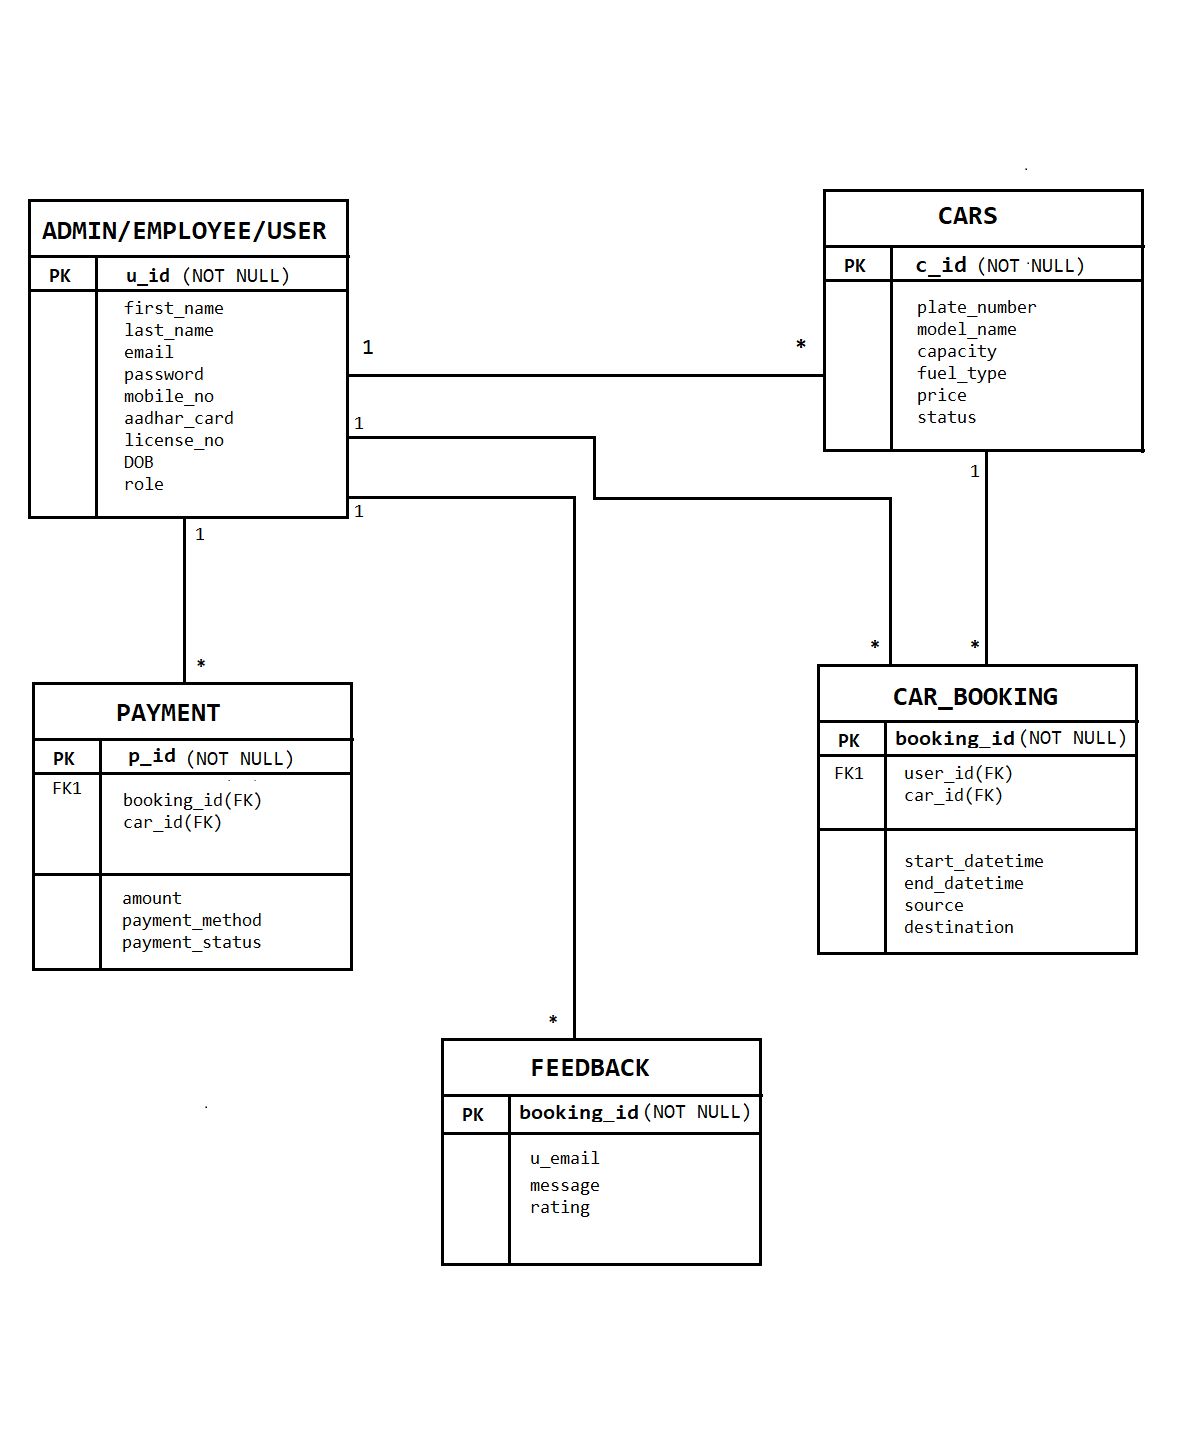 ADMIN/EMPLOYEE/USER
PK u_id (NOT NULL)
first_name
last_name
email
password
mobile_no
aadhar_card
license_no
DOB
role
CARS
PK c_id (NOT NULL)
plate_number
model_name
capacity
fuel_type
price
status
1 *
1
1
1
1
*
* *
PAYMENT
PK p_id (NOT NULL)
FK1
booking_id(FK)
car_id(FK)
amount
payment_method
payment_status
CAR_BOOKING
PK booking_id(NOT NULL)
FK1 user_id(FK)
car_id(FK)
start_datetime
end_datetime
source
destination
*
FEEDBACK
PK booking_id(NOT NULL)
u_email
message
rating